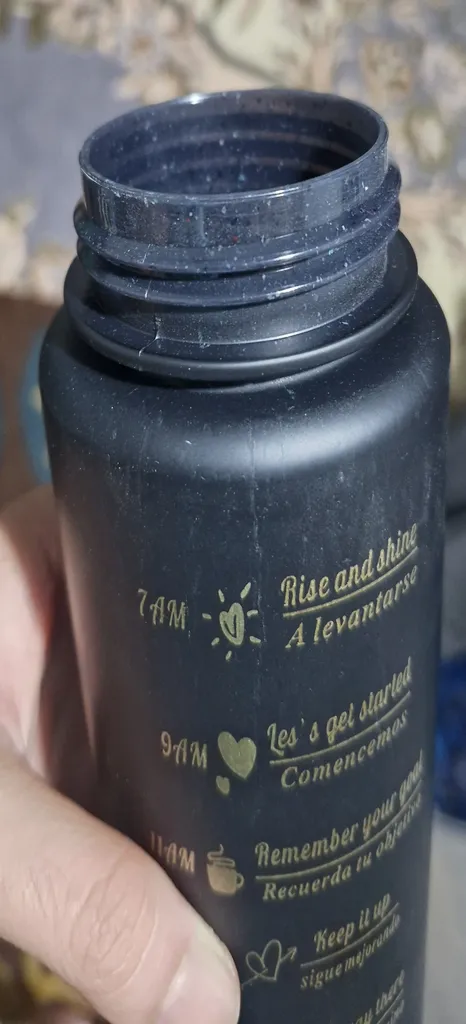 7AM
Rise and shine
A levantarse
9AM
Les's get started
Comencemos
11AM
Remember your goal
Recuerda tu objetivo
Keep it up
sigue mejorando
there